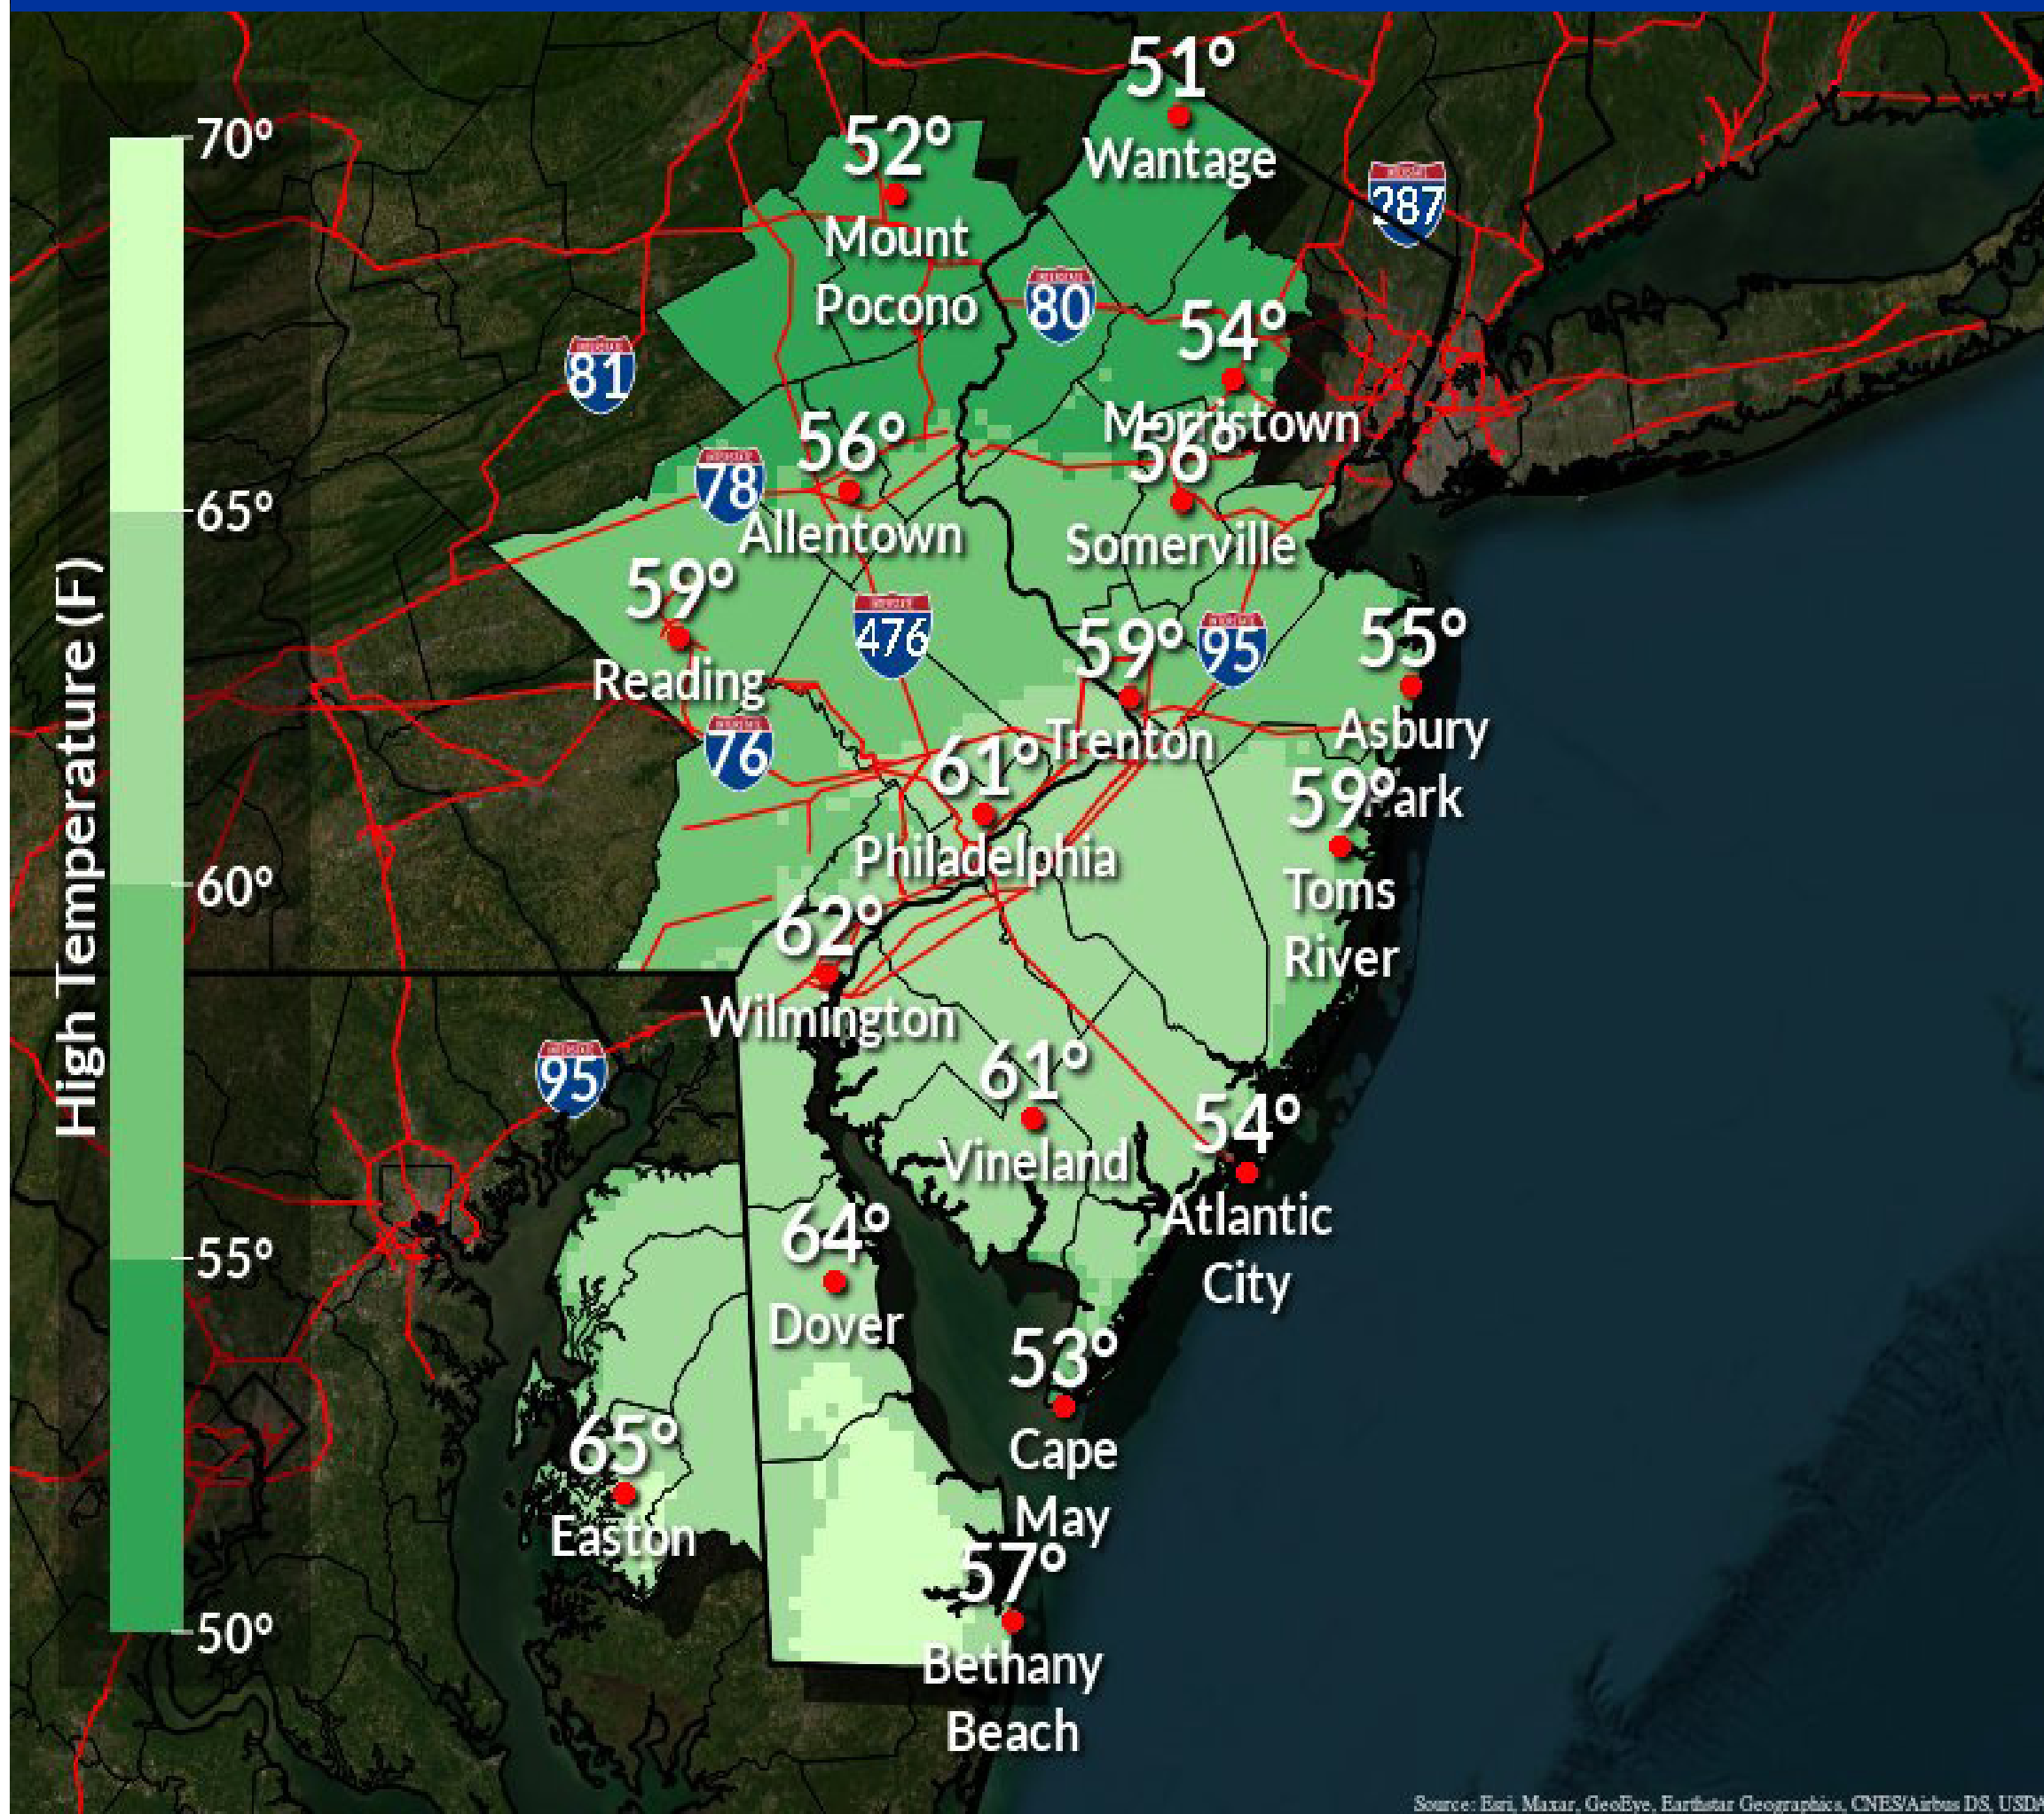 High Temperature (F)
70°
65°
60°
55°
50°
51°
Wantage
52°
Mount
Pocono
287
80
54°
Morristown
81
56°
Allentown
56°
Somerville
78
59°
Reading
476
59°
Trenton
95
55°
Asbury
Park
76
61°
Philadelphia
59°
Toms
River
62°
Wilmington
95
61°
Vineland
54°
Atlantic
City
64°
Dover
53°
Cape
May
65°
Easton
57°
Bethany
Beach
Source: Esri, Maxar, GeoEye, Earthstar Geographics, CNES/Airbus DS, USDA